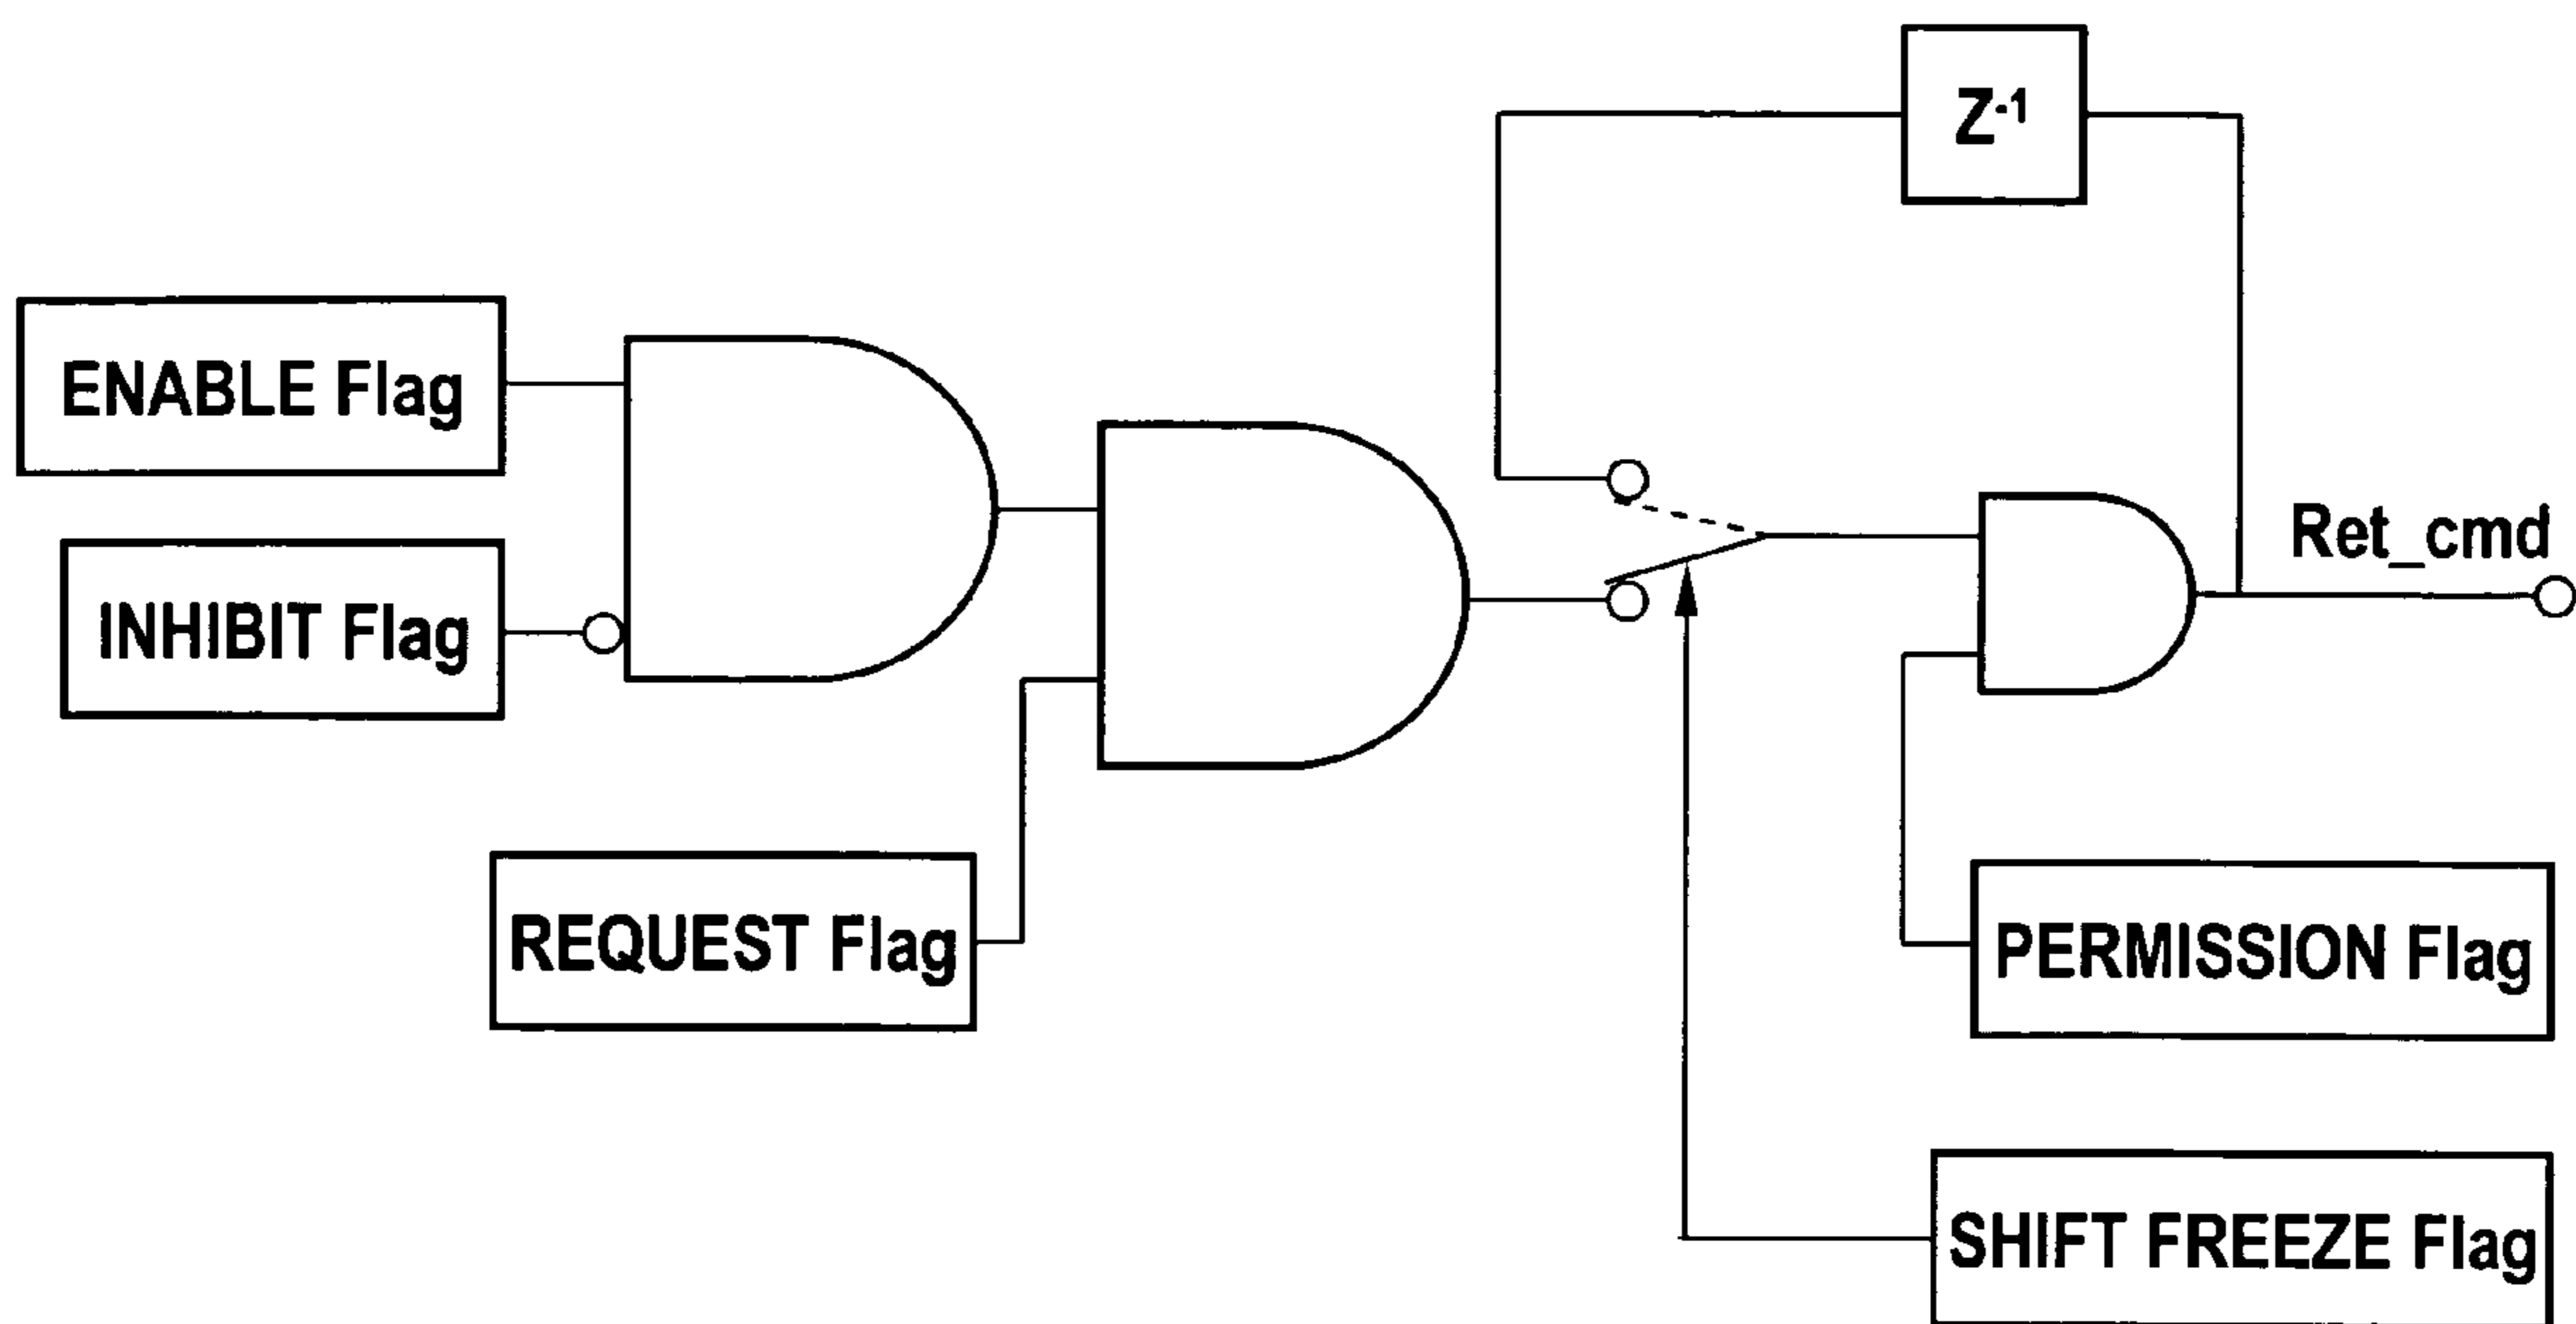 Z-1
ENABLE Flag
Ret_cmd
INHIBIT Flag
REQUEST Flag
PERMISSION Flag
SHIFT FREEZE Flag